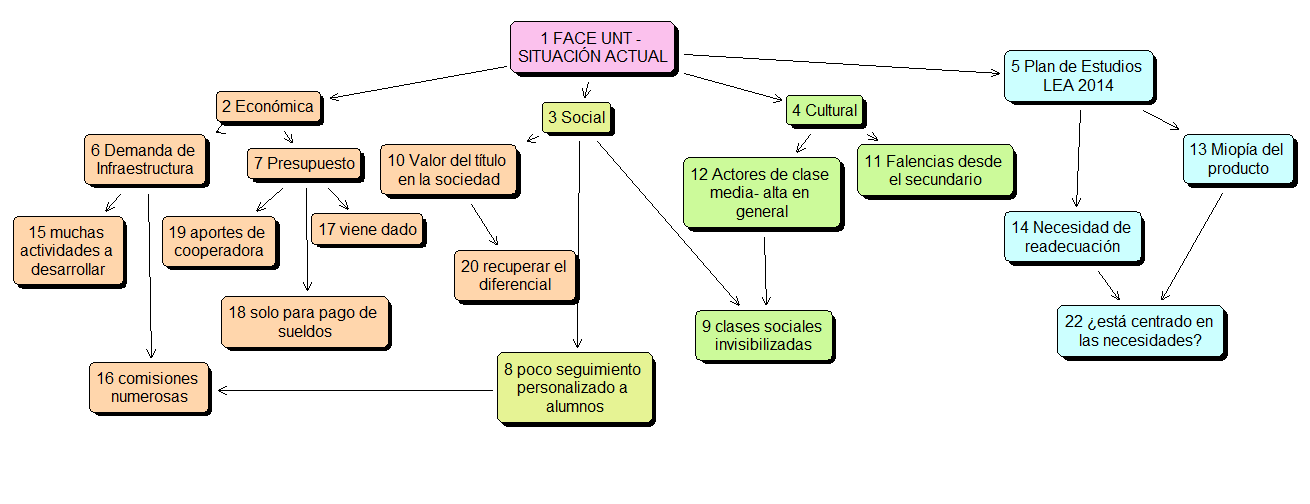 1 FACE UNT -
SITUACIÓN ACTUAL
5 Plan de Estudios
LEA 2014
2 Económica
3 Social
4 Cultural
6 Demanda de
Infraestructura
7 Presupuesto
10 Valor del título
en la sociedad
12 Actores de clase
media- alta en
general
11 Falencias desde
el secundario
13 Miopía del
producto
15 muchas
actividades a
desarrollar
19 aportes de
cooperadora
17 viene dado
14 Necesidad de
readecuación
20 recuperar el
diferencial
18 solo para pago de
sueldos
9 clases sociales
invisibilizadas
22 ¿está centrado en
las necesidades?
16 comisiones
numerosas
8 poco seguimiento
personalizado a
alumnos